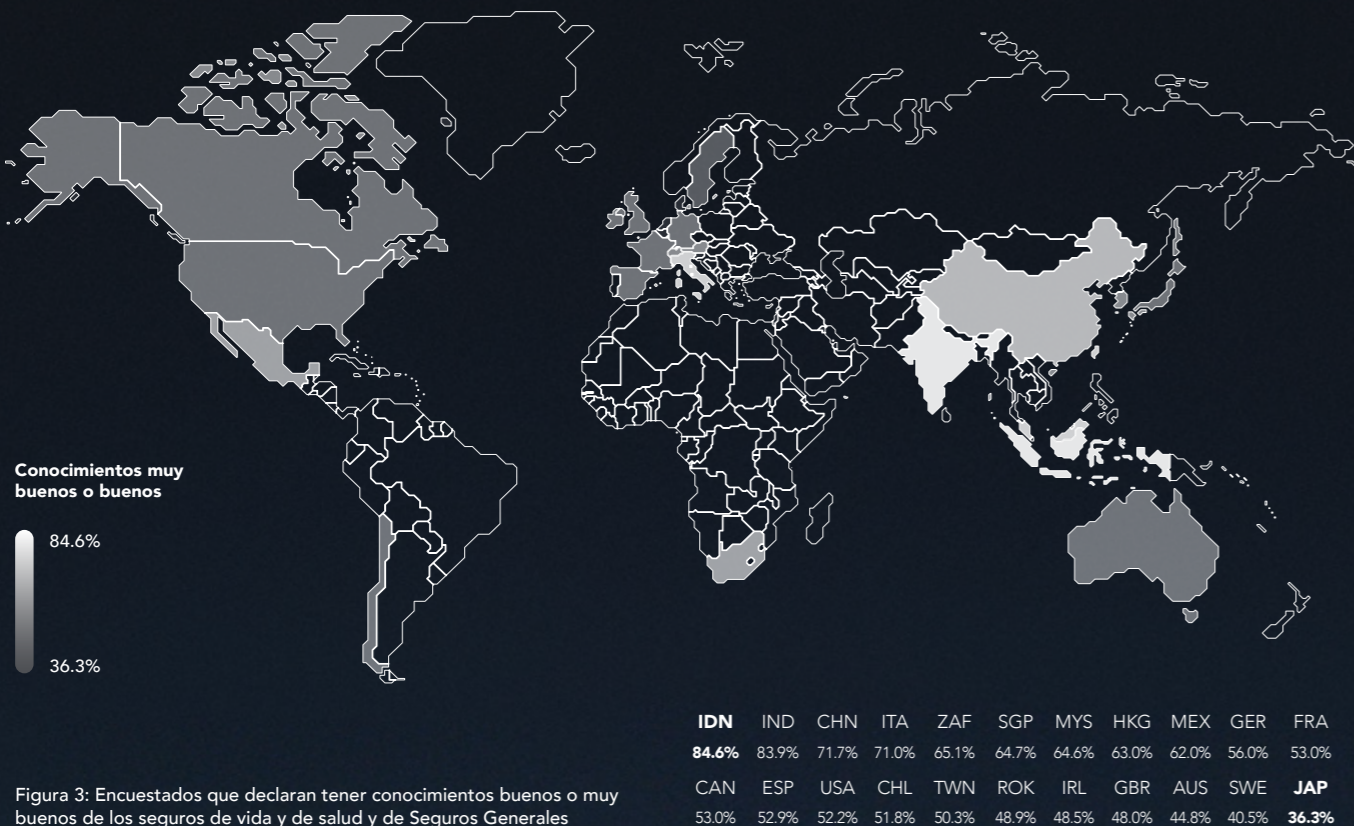 Conocimientos muy
buenos o buenos
84.6%
36.3%
IDN IND CHN ITA ZAF SGP MYS HKG MEX GER FRA
84.6% 83.9% 71.7% 71.0% 65.1% 64.7% 64.6% 63.0% 62.0% 56.0% 53.0%
CAN ESP USA CHL TWN ROK IRL GBR AUS SWE JAP
53.0% 52.9% 52.2% 51.8% 50.3% 48.9% 48.5% 48.0% 44.8% 40.5% 36.3%
Figura 3: Encuestados que declaran tener conocimientos buenos o muy
buenos de los seguros de vida y de salud y de Seguros Generales